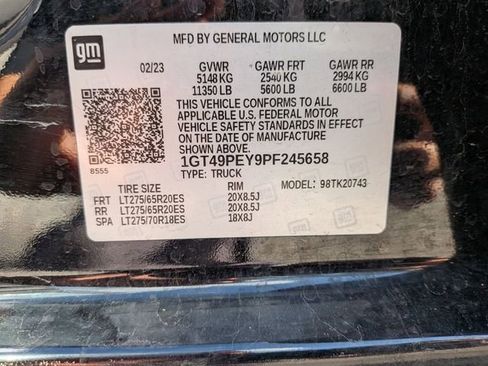 gm
MFD BY GENERAL MOTORS LLC
02/23 GVWR GAWR FRT GAWR RR
5148 KG 2540 KG 2994 KG
11350 LB 5600 LB 6600 LB
THIS VEHICLE CONFORMS TO ALL
APPLICABLE U.S. FEDERAL MOTOR
VEHICLE SAFETY STANDARDS IN EFFECT
ON THE DATE OF MANUFACTURE
SHOWN ABOVE.
8555 1GT49PEY9PF245658
TYPE: TRUCK
TIRE SIZE RIM MODEL: 98TK20743
FRT LT275/65R20ES 20X8.5J
RR LT275/65R20ES 20X8.5J
SPA LT275/70R18ES 18X8J